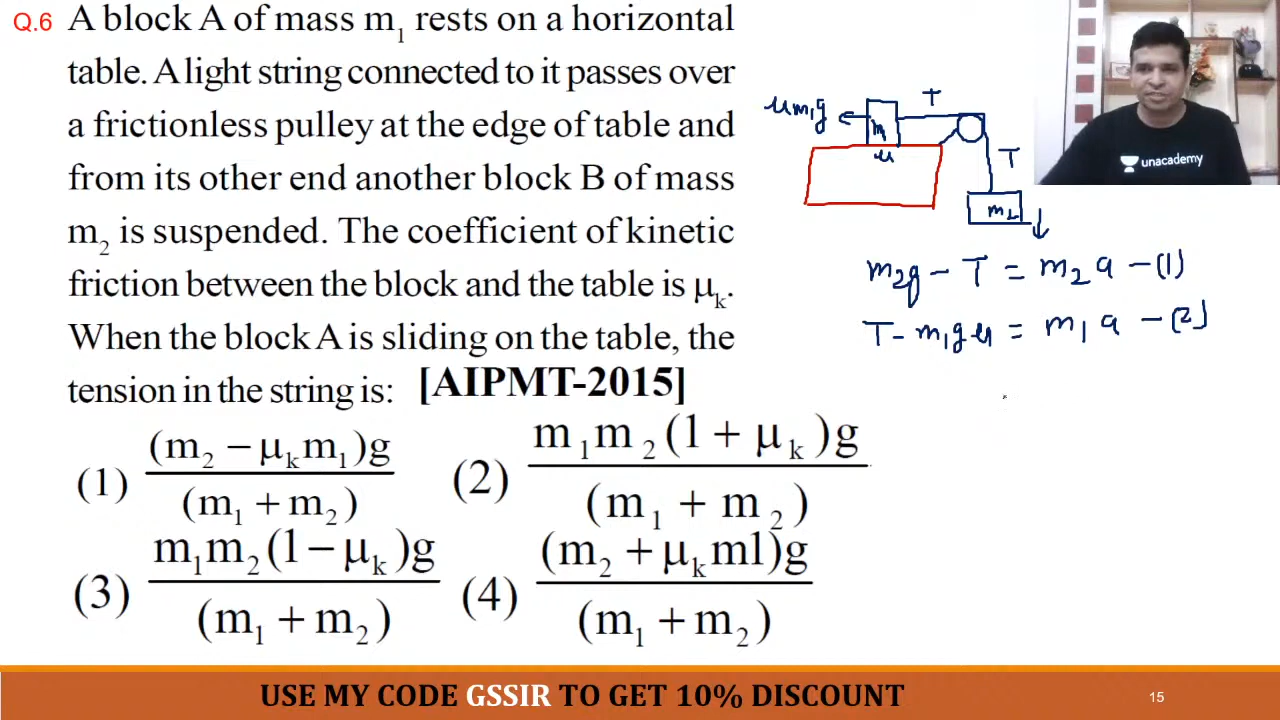 Q.6 A block A of mass m₁ rests on a horizontal
table. A light string connected to it passes over
a frictionless pulley at the edge of table and
from its other end another block B of mass
m₂ is suspended. The coefficient of kinetic
friction between the block and the table is μₖ.
When the block A is sliding on the table, the
tension in the string is: [AIPMT-2015]
(1) (m₂ − μₖm₁)g / (m₁ + m₂)
(2) m₁m₂(1 + μₖ)g / (m₁ + m₂)
(3) m₁m₂(1 − μₖ)g / (m₁ + m₂)
(4) (m₂ + μₖm1)g / (m₁ + m₂)
μm₁g
T
m
μ
T
m₂
m₂g − T = m₂a − (1)
T − m₁gμ = m₁a − (2)
unacademy
USE MY CODE GSSIR TO GET 10% DISCOUNT
15